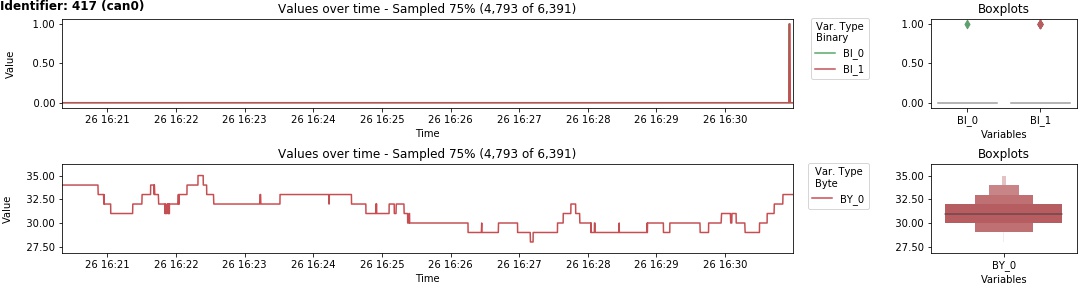 Identifier: 417 (can0)
Values over time - Sampled 75% (4,793 of 6,391)
Value
1.00
0.50
0.00
26 16:21 26 16:22 26 16:23 26 16:24 26 16:25 26 16:26 26 16:27 26 16:28 26 16:29 26 16:30
Time
Var. Type
Binary
BI_0
BI_1
Boxplots
1.00
0.50
0.00
BI_0 BI_1
Variables
Values over time - Sampled 75% (4,793 of 6,391)
Value
35.00
32.50
30.00
27.50
26 16:21 26 16:22 26 16:23 26 16:24 26 16:25 26 16:26 26 16:27 26 16:28 26 16:29 26 16:30
Time
Var. Type
Byte
BY_0
Boxplots
35.00
32.50
30.00
27.50
BY_0
Variables